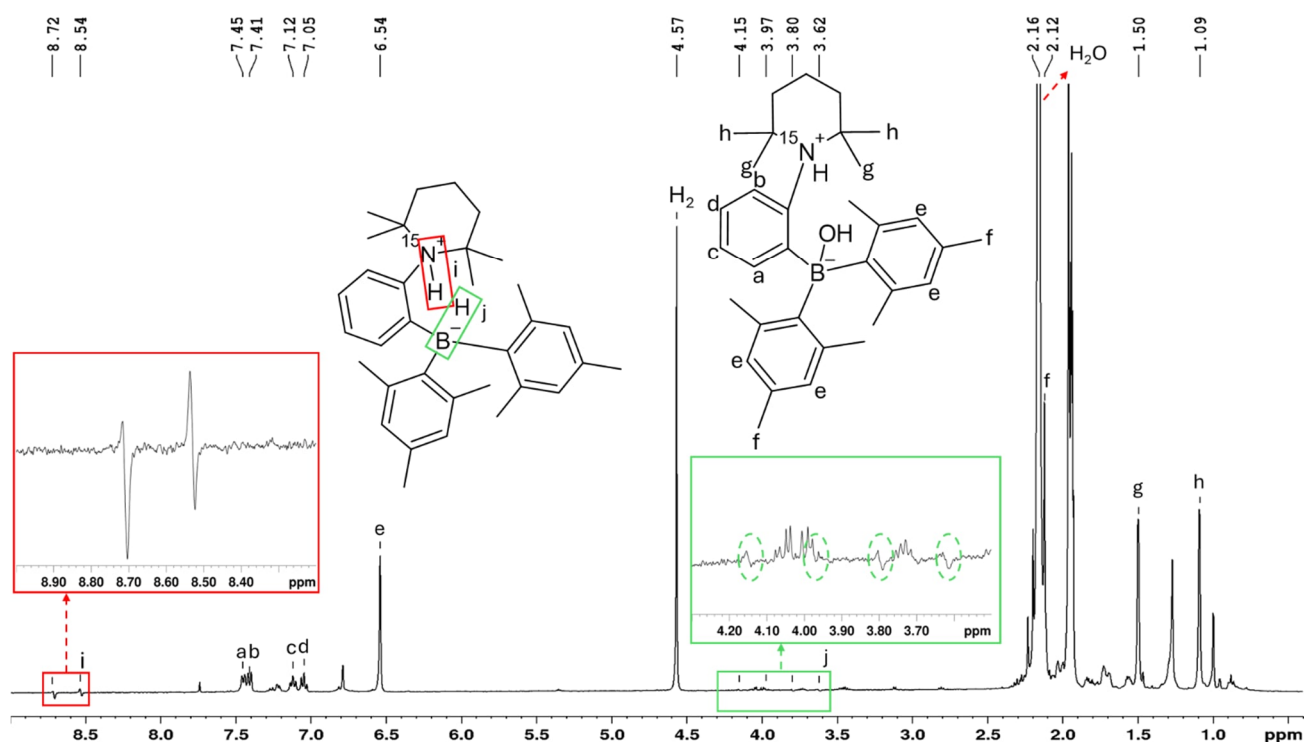 8.72
8.54
7.45
7.41
7.12
7.05
6.54
4.57
4.15
3.97
3.80
3.62
2.16
2.12
1.50
1.09
H₂O
h
15
N
+
H
h
g
g
b
d
c
a
OH
B
−
e
f
e
e
e
f
H₂
15
N
+
H
i
H
j
B
−
8.90
8.80
8.70
8.60
8.50
8.40
ppm
4.20
4.10
4.00
3.90
3.80
3.70
ppm
i
a
b
c
d
e
j
f
g
h
8.5
8.0
7.5
7.0
6.5
6.0
5.5
5.0
4.5
4.0
3.5
3.0
2.5
2.0
1.5
1.0
ppm